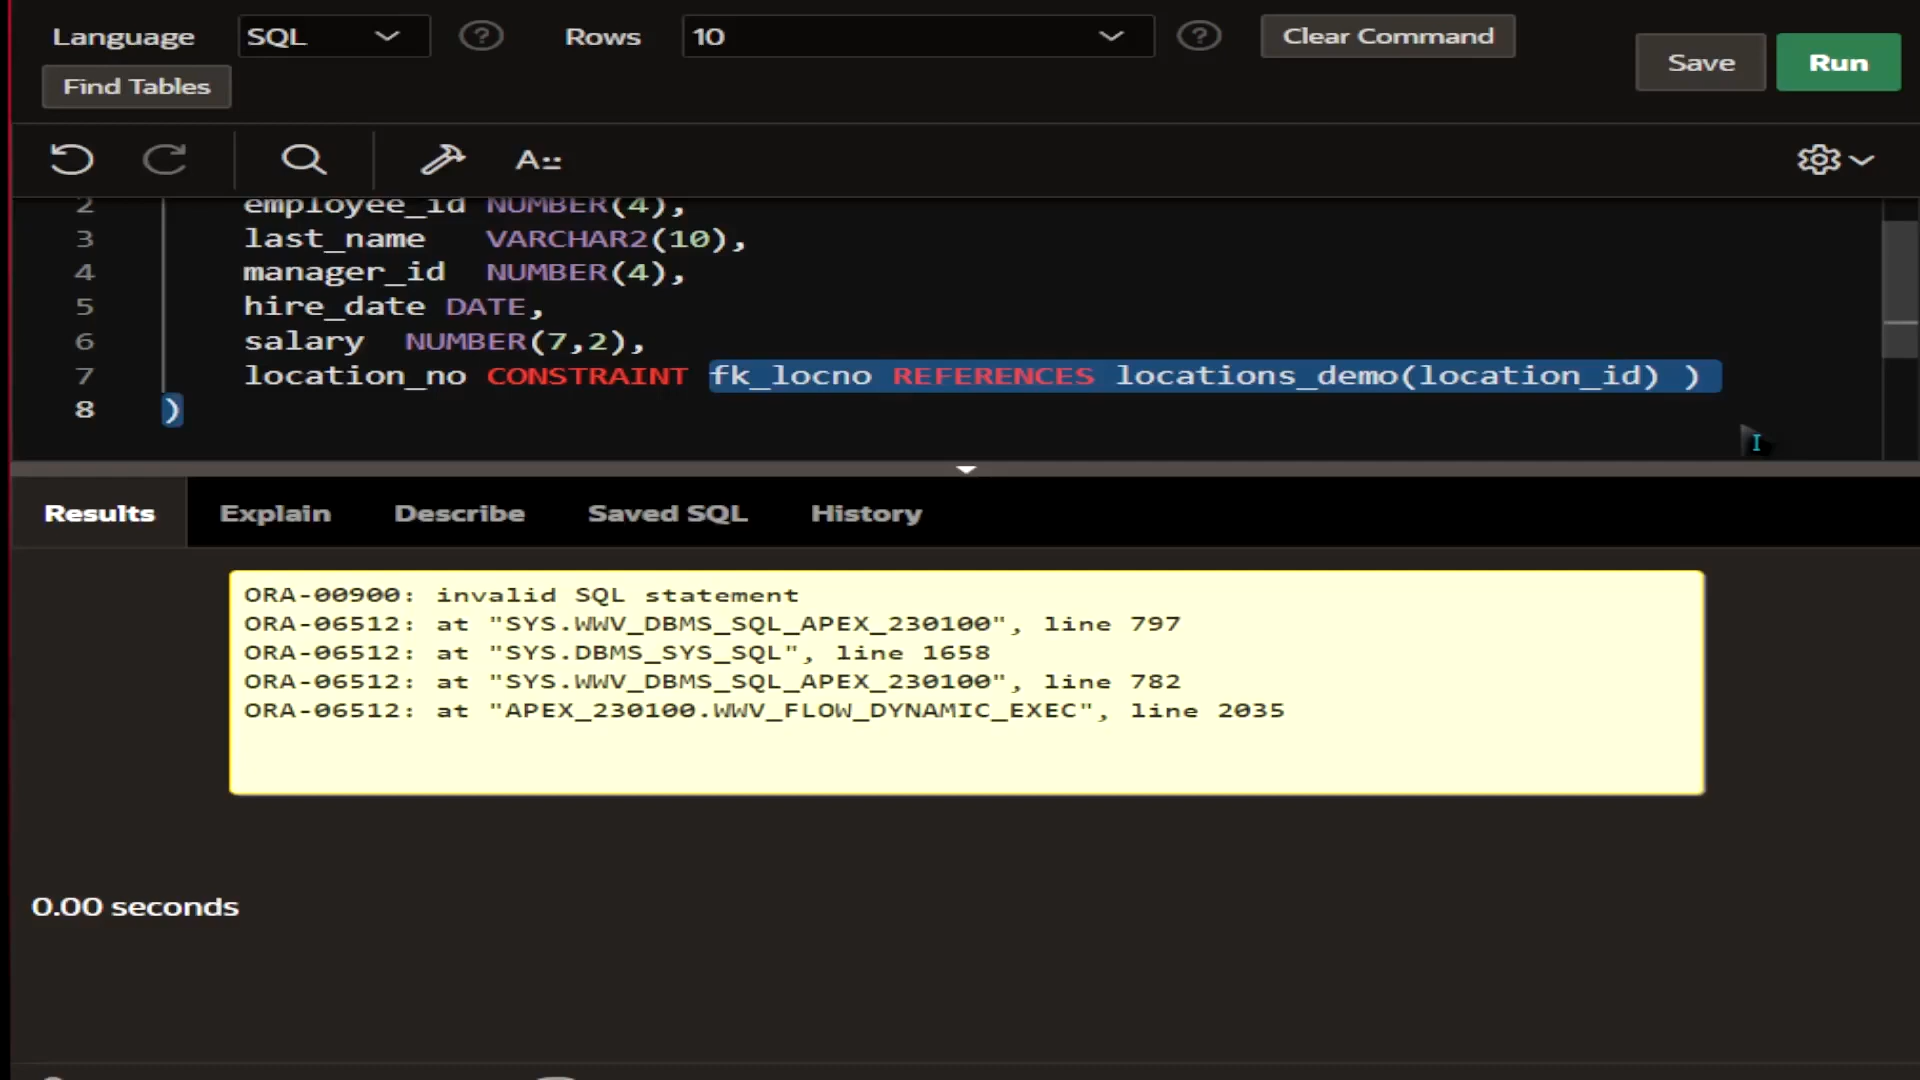 Language SQL Rows 10 Clear Command
Save Run
Find Tables
A
2 employee_id NUMBER(4),
3 last_name VARCHAR2(10),
4 manager_id NUMBER(4),
5 hire_date DATE,
6 salary NUMBER(7,2),
7 location_no CONSTRAINT fk_locno REFERENCES locations_demo(location_id) )
8 )
Results Explain Describe Saved SQL History
ORA-00900: invalid SQL statement
ORA-06512: at "SYS.WWV_DBMS_SQL_APEX_230100", line 797
ORA-06512: at "SYS.DBMS_SYS_SQL", line 1658
ORA-06512: at "SYS.WWV_DBMS_SQL_APEX_230100", line 782
ORA-06512: at "APEX_230100.WWV_FLOW_DYNAMIC_EXEC", line 2035
0.00 seconds